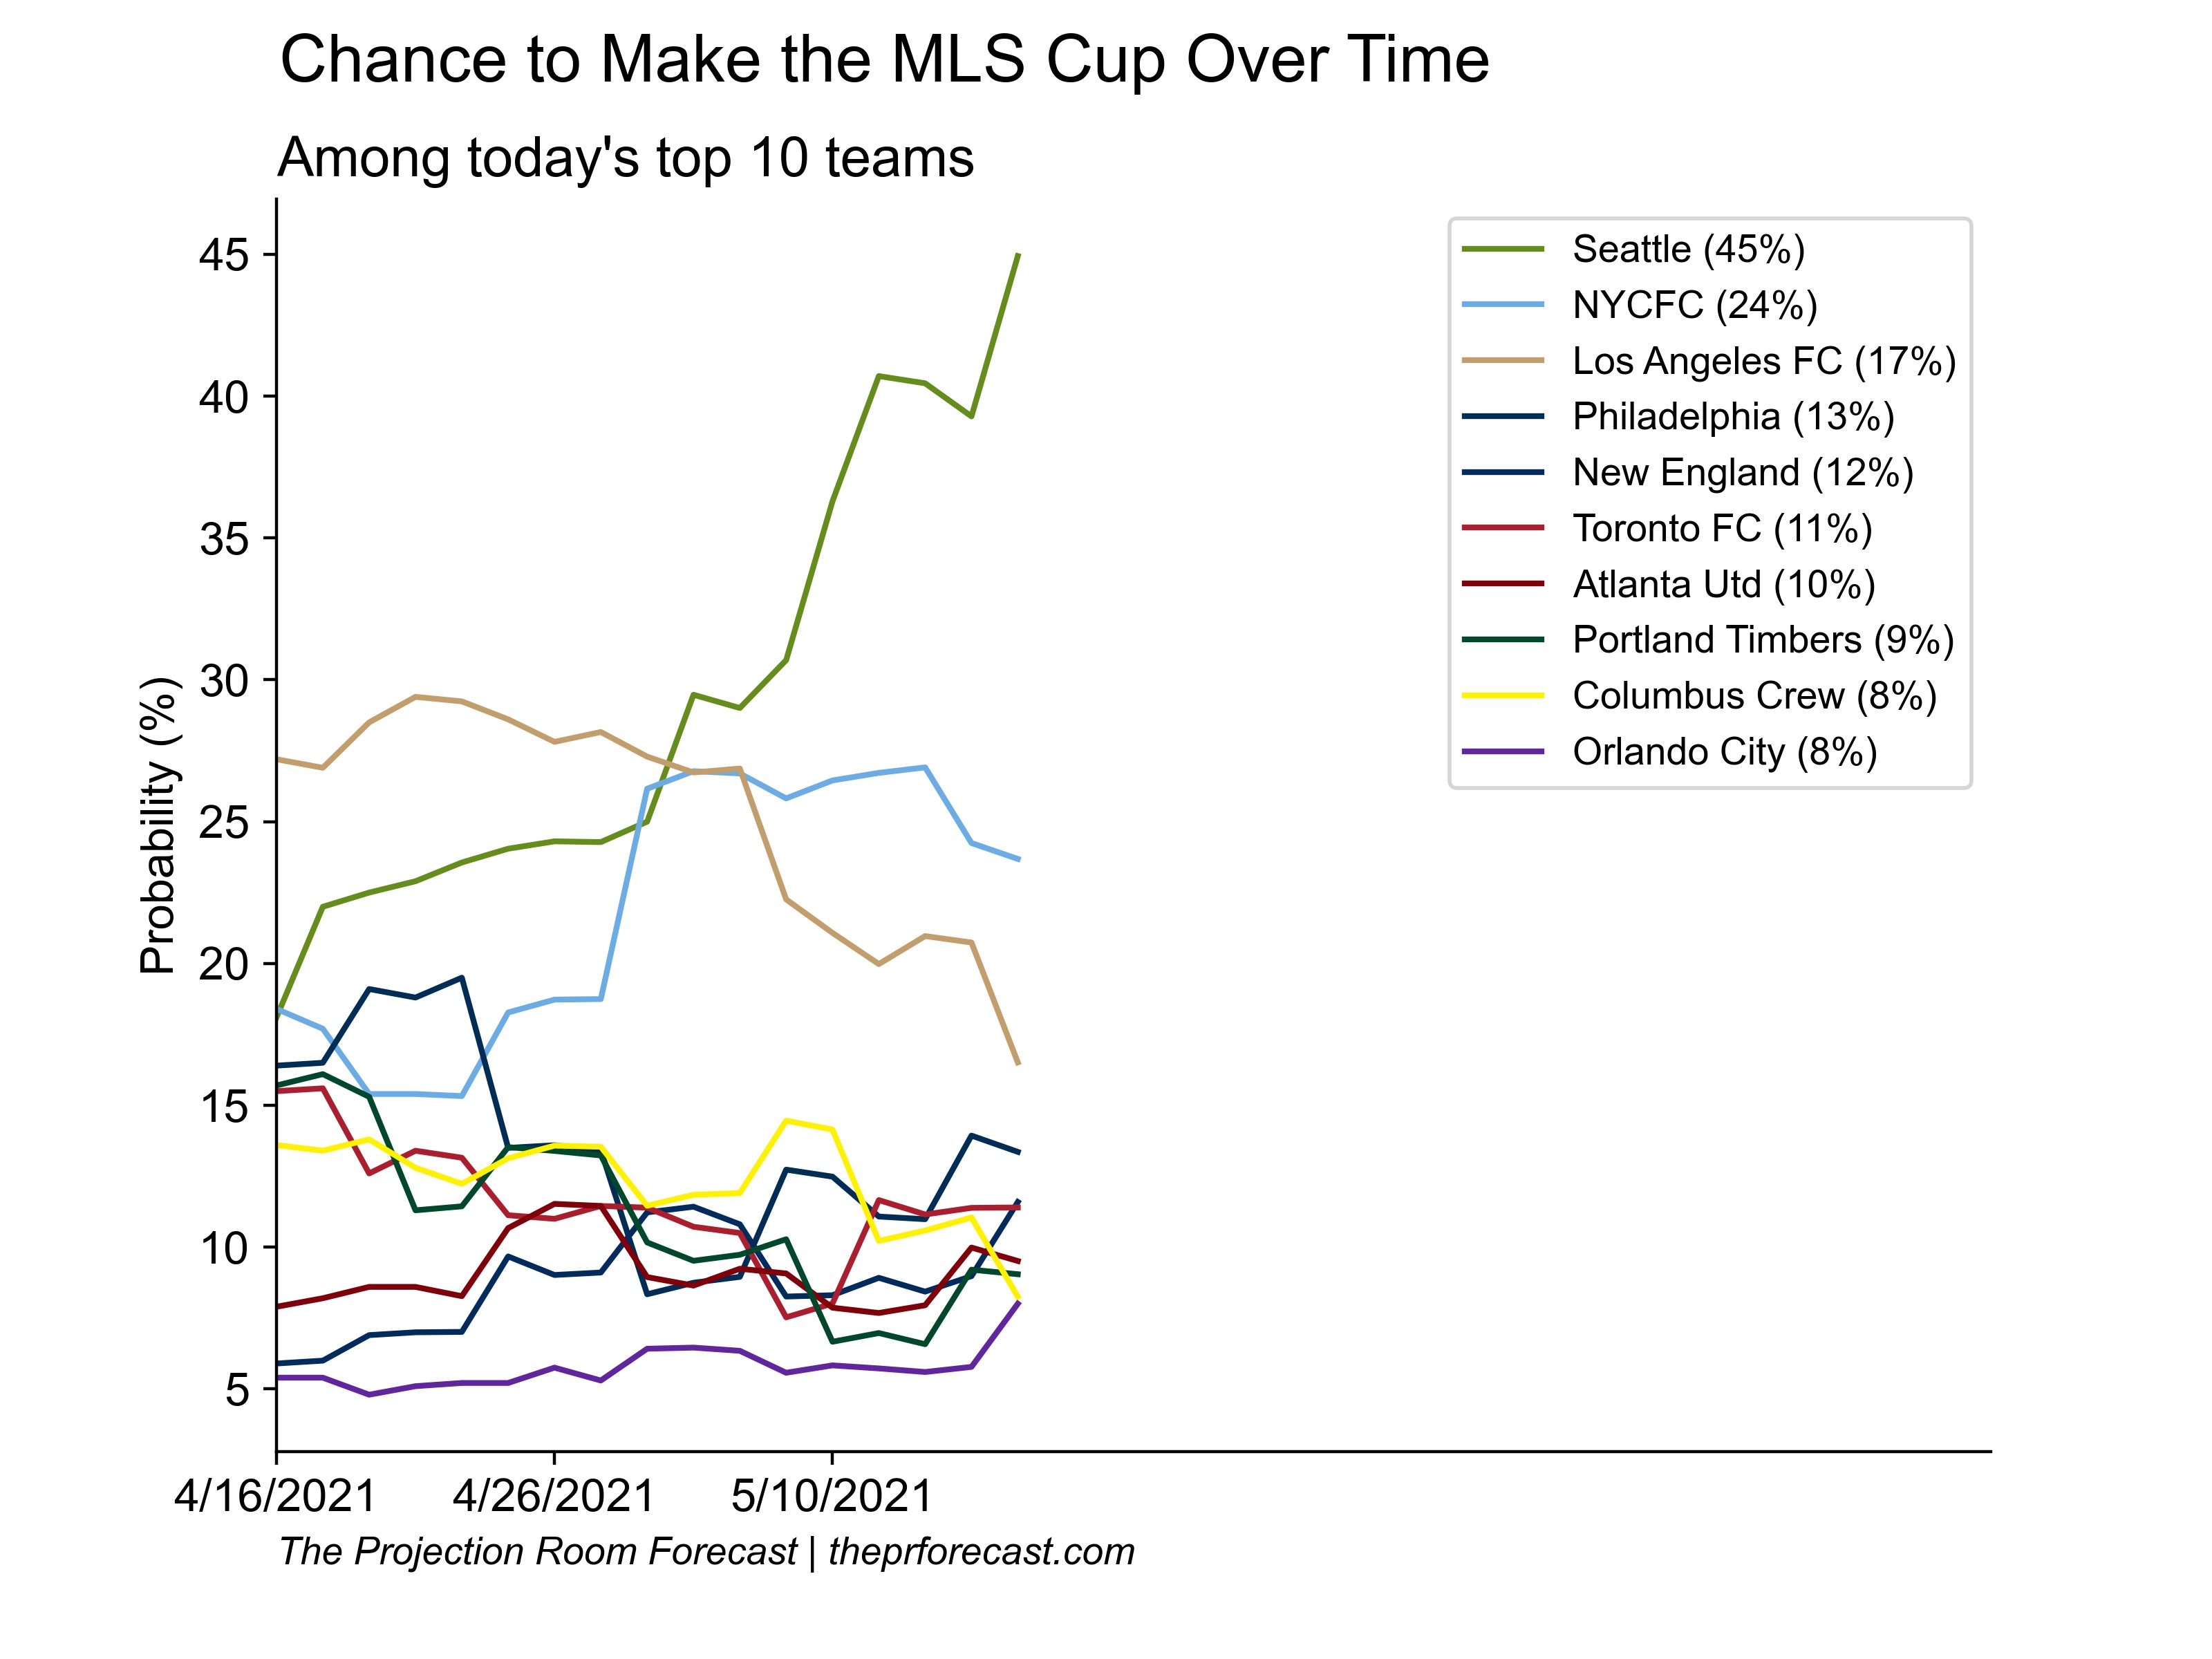 Chance to Make the MLS Cup Over Time
Among today's top 10 teams
45
40
35
30
25
20
15
10
5
Probability (%)
Seattle (45%)
NYCFC (24%)
Los Angeles FC (17%)
Philadelphia (13%)
New England (12%)
Toronto FC (11%)
Atlanta Utd (10%)
Portland Timbers (9%)
Columbus Crew (8%)
Orlando City (8%)
4/16/2021 4/26/2021 5/10/2021
The Projection Room Forecast | theprforecast.com